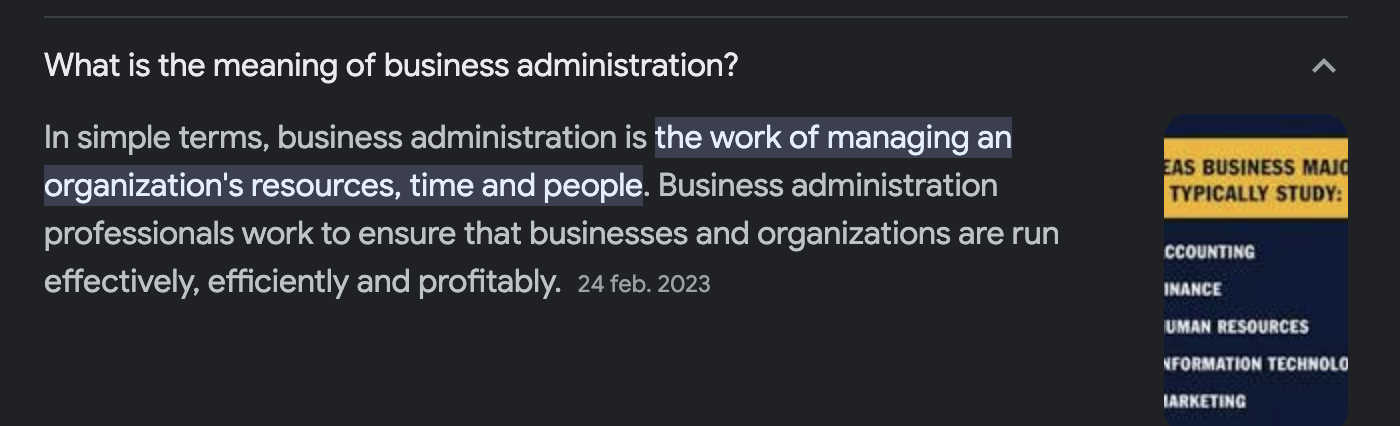 What is the meaning of business administration?
In simple terms, business administration is the work of managing an
organization's resources, time and people. Business administration
professionals work to ensure that businesses and organizations are run
effectively, efficiently and profitably. 24 feb. 2023
EAS BUSINESS MAJO
TYPICALLY STUDY:
CCOUNTING
INANCE
UMAN RESOURCES
NFORMATION TECHNOLO
MARKETING